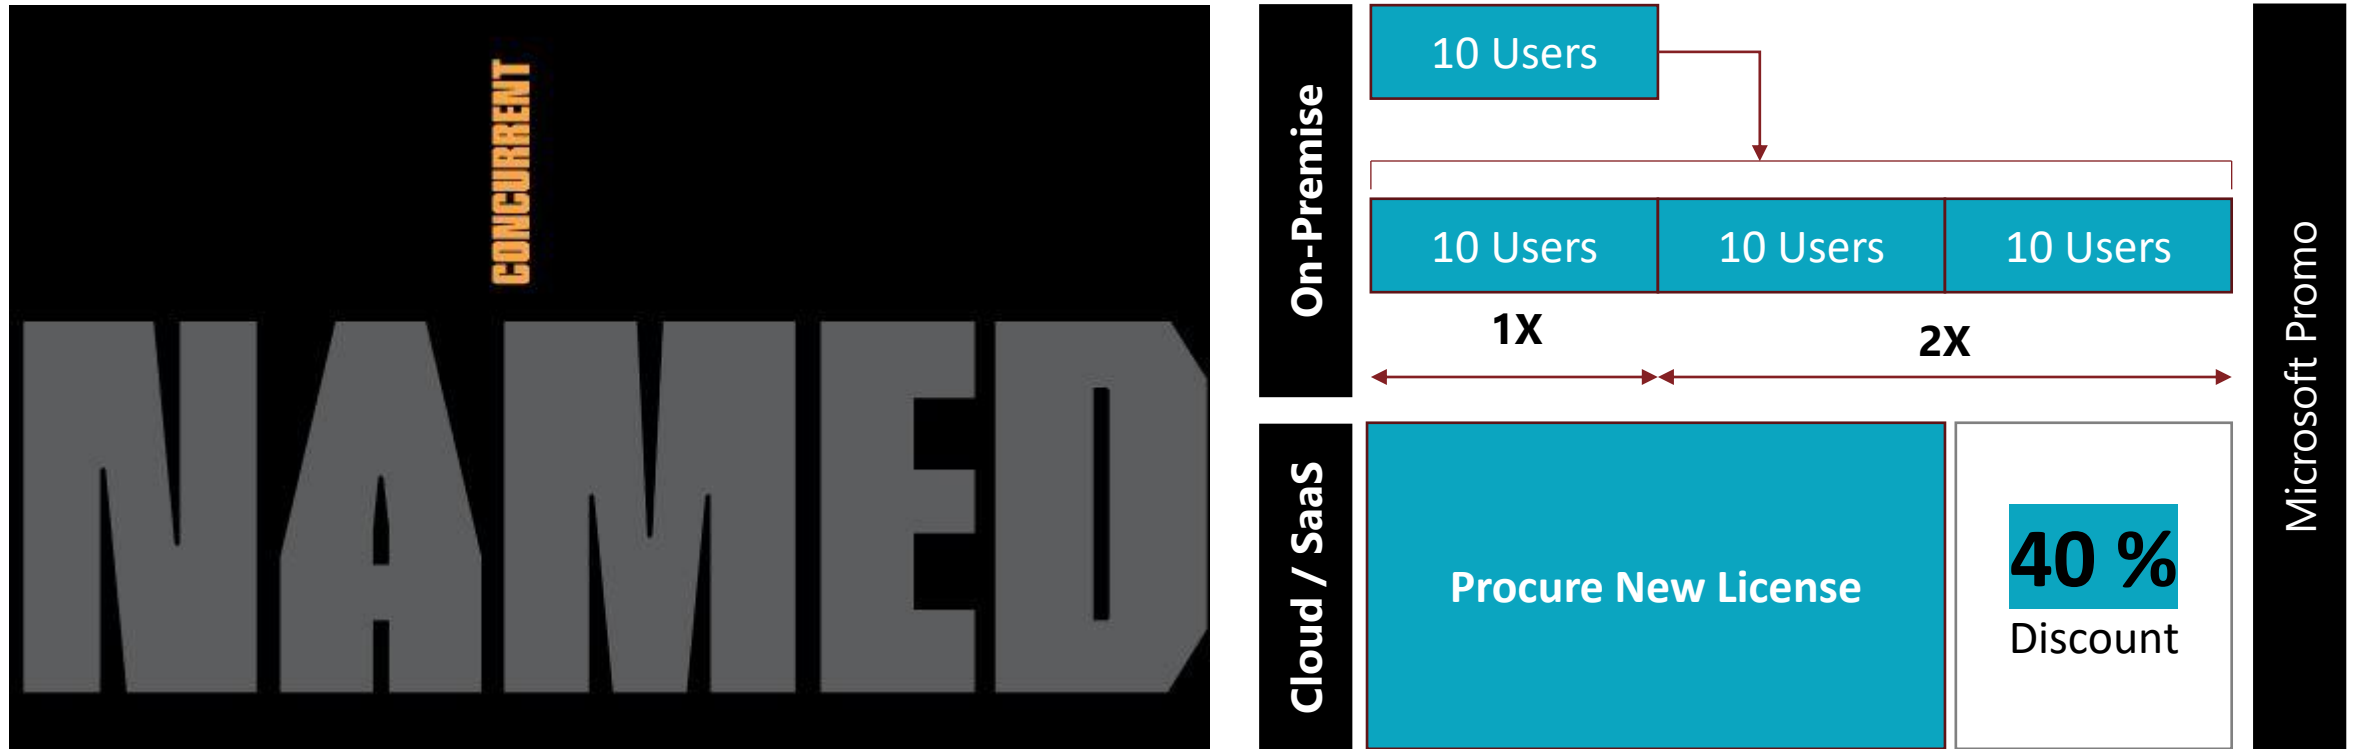 CONCURRENT
NAMED
On-Premise
10 Users
10 Users
10 Users
10 Users
1X
2X
Cloud / SaaS
Procure New License
40 %
Discount
Microsoft Promo